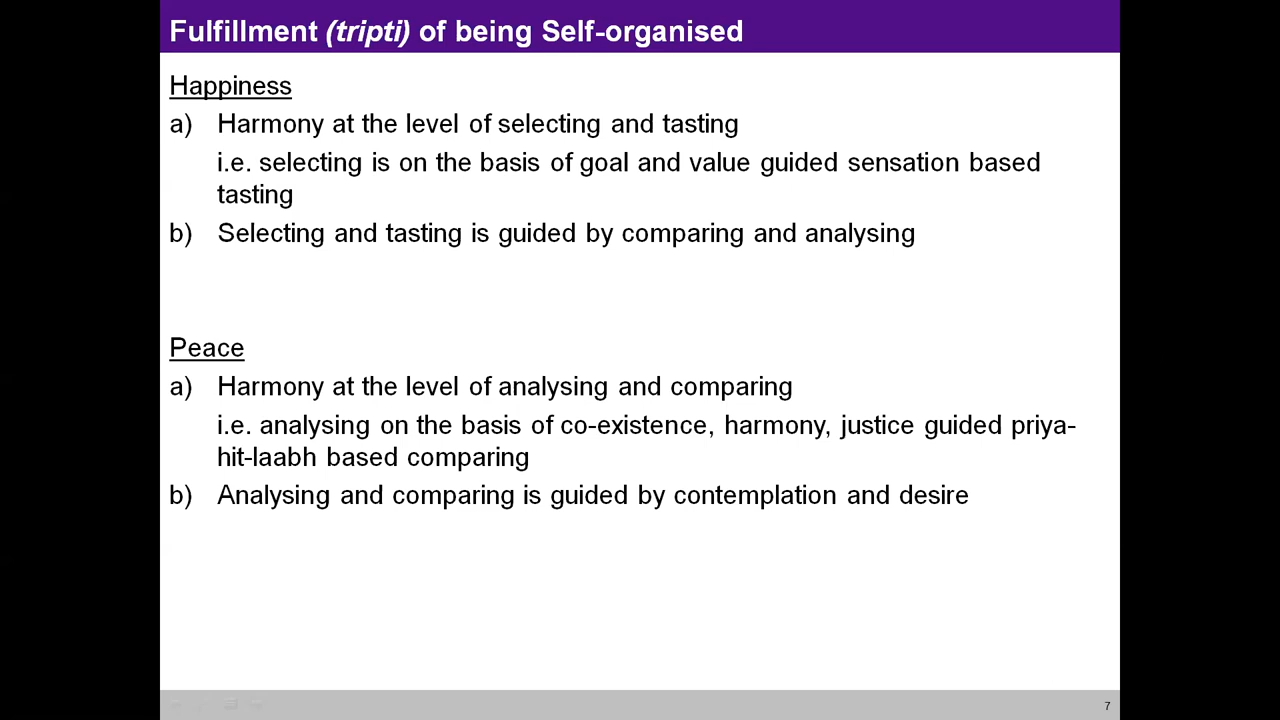 Fulfillment (tripti) of being Self-organised
Happiness
a) Harmony at the level of selecting and tasting
i.e. selecting is on the basis of goal and value guided sensation based
tasting
b) Selecting and tasting is guided by comparing and analysing
Peace
a) Harmony at the level of analysing and comparing
i.e. analysing on the basis of co-existence, harmony, justice guided priya-
hit-laabh based comparing
b) Analysing and comparing is guided by contemplation and desire
7